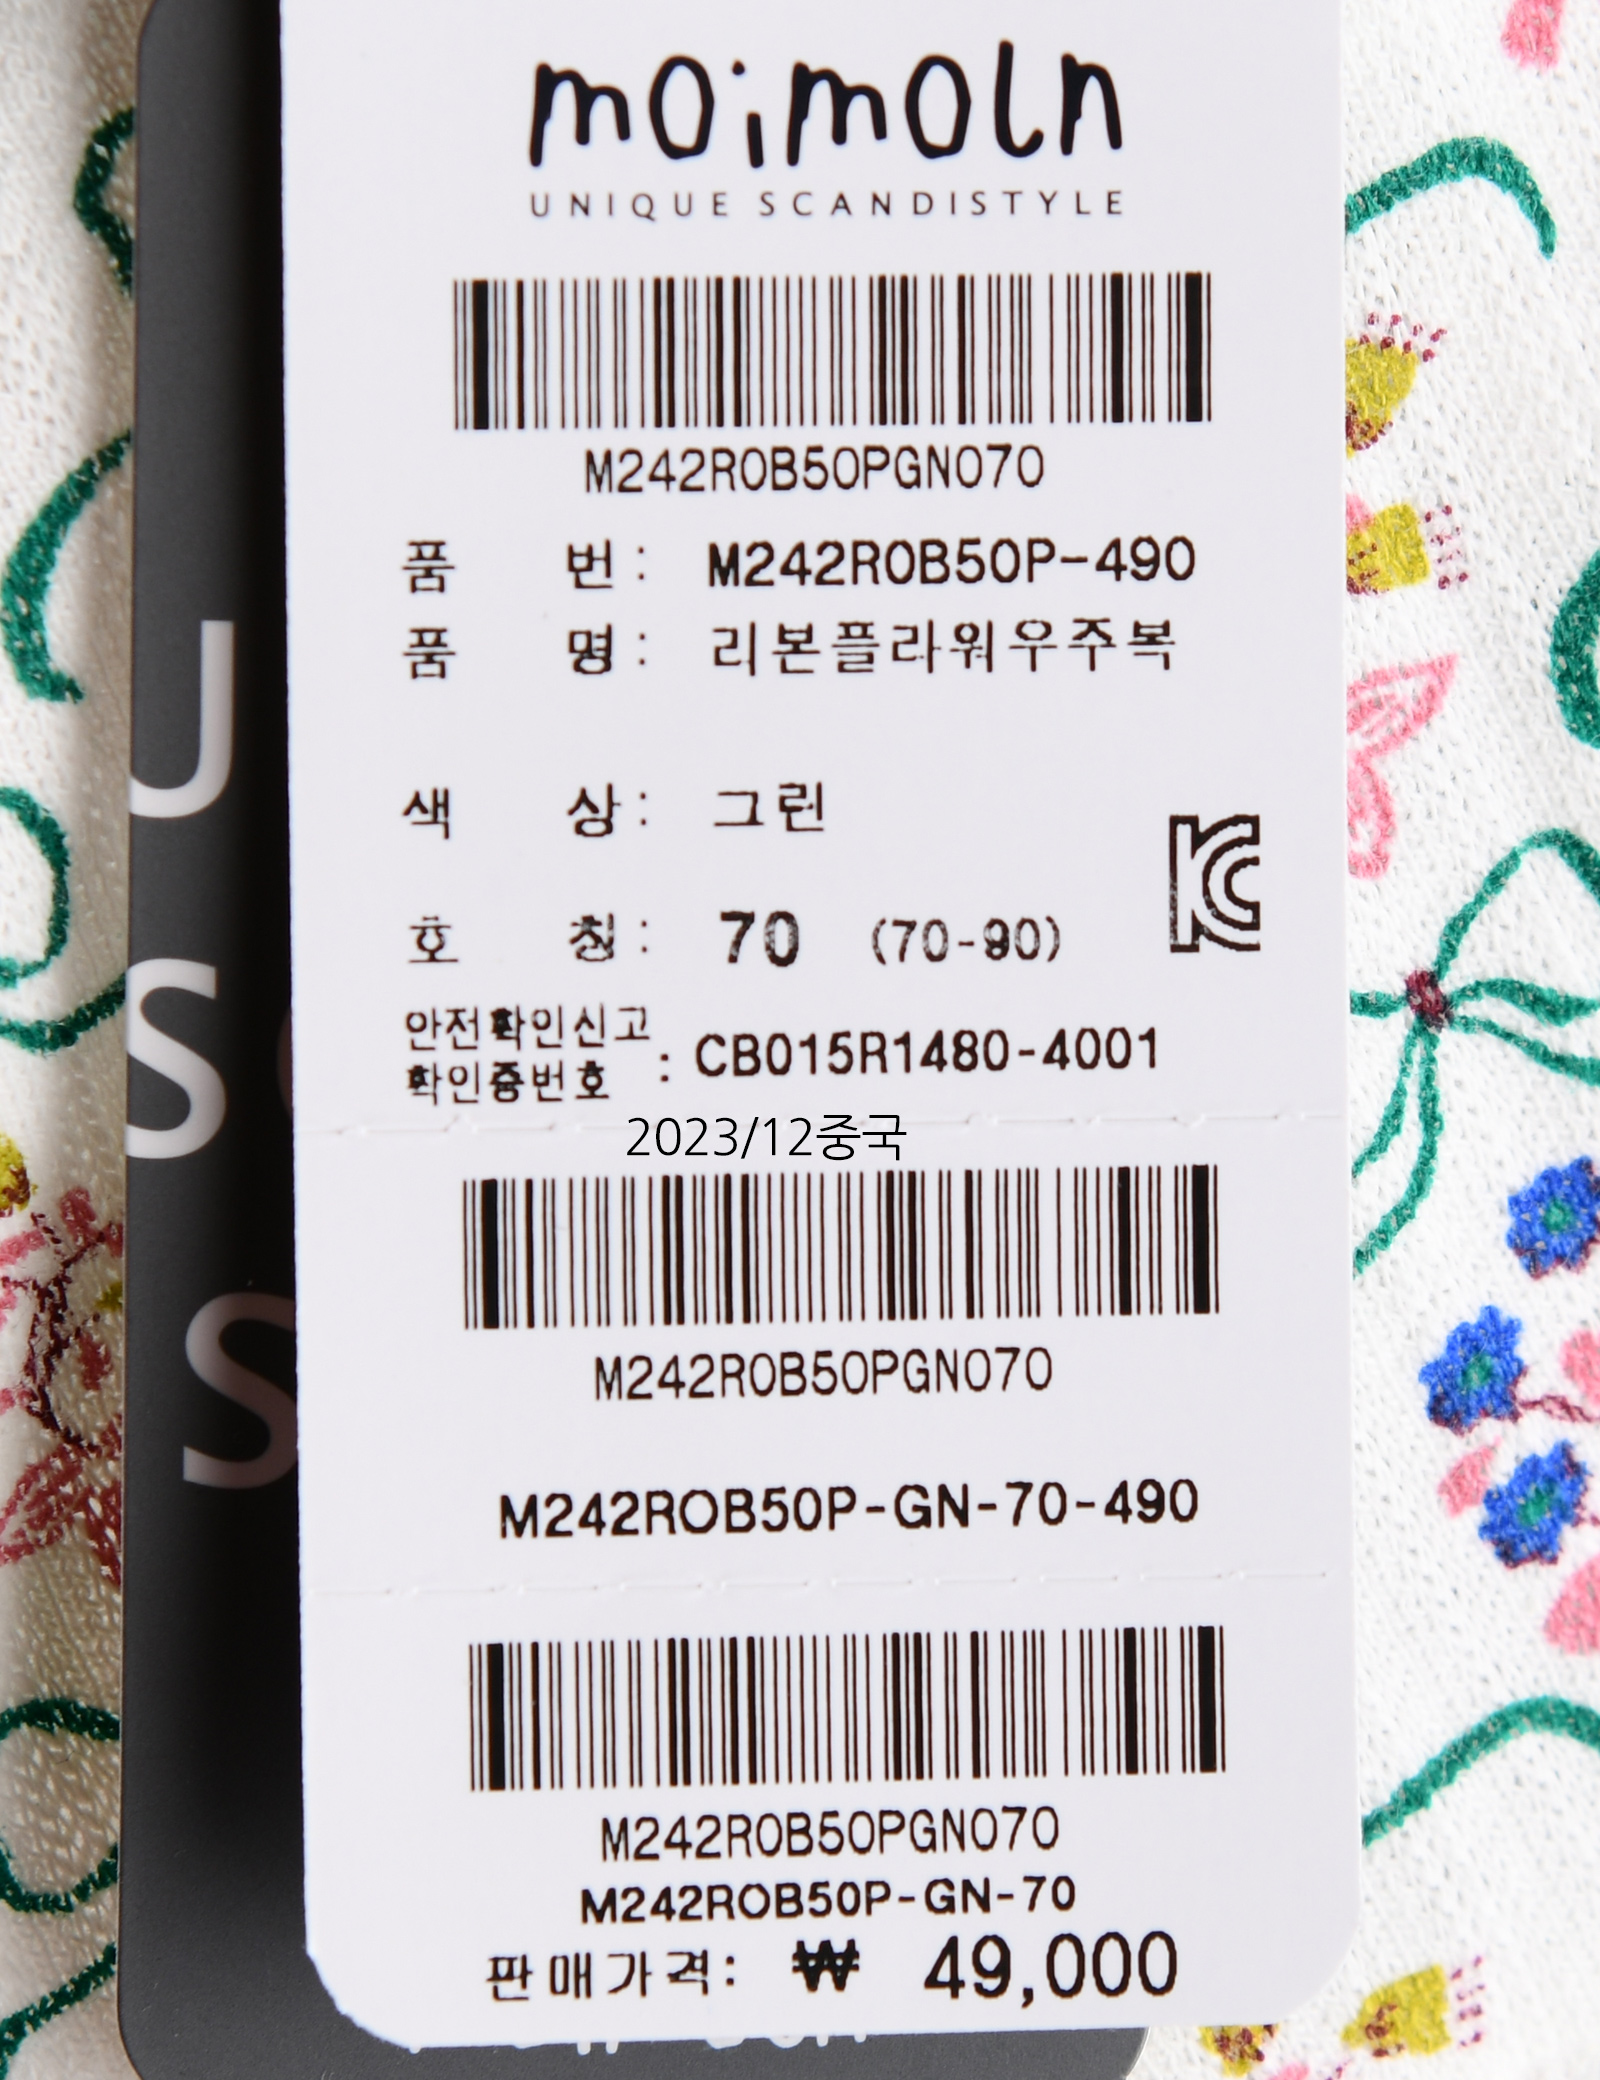 moimoln
UNIQUE SCANDISTYLE
M242ROB50PGN070
품 번 : M242ROB50P-490
품 명 : 리본플라워우주복
색 상 : 그린
호 칭 : 70 (70-90)
안전확인신고
확인증번호 : CB015R1480-4001
2023/12중국
M242ROB50PGN070
M242ROB50P-GN-70-490
M242ROB50PGN070
M242ROB50P-GN-70
판매가격: ₩ 49,000
U
S
S